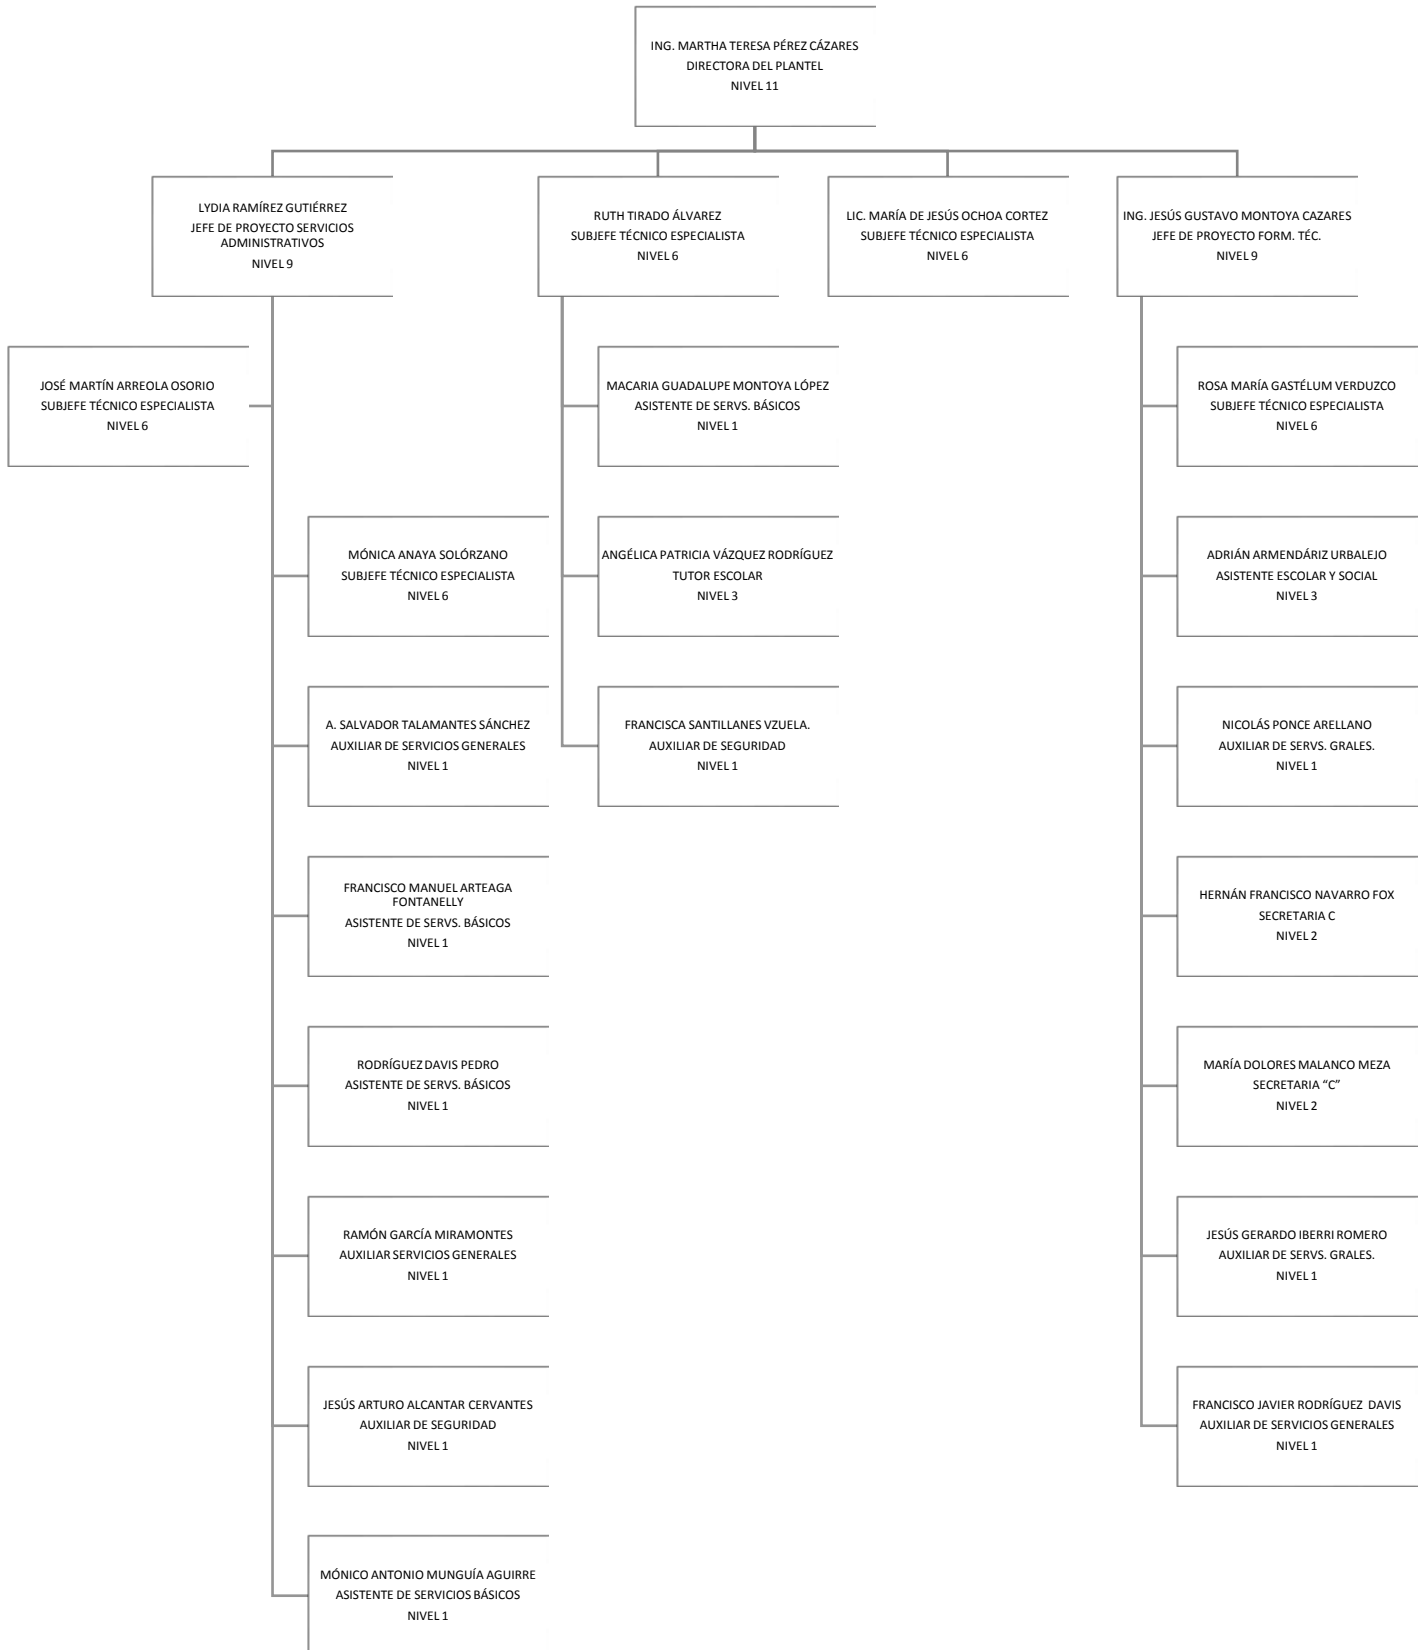 ING. MARTHA TERESA PÉREZ CÁZARES
DIRECTORA DEL PLANTEL
NIVEL 11
LYDIA RAMÍREZ GUTIÉRREZ
JEFE DE PROYECTO SERVICIOS
ADMINISTRATIVOS
NIVEL 9
RUTH TIRADO ÁLVAREZ
SUBJEFE TÉCNICO ESPECIALISTA
NIVEL 6
LIC. MARÍA DE JESÚS OCHOA CORTEZ
SUBJEFE TÉCNICO ESPECIALISTA
NIVEL 6
ING. JESÚS GUSTAVO MONTOYA CAZARES
JEFE DE PROYECTO FORM. TÉC.
NIVEL 9
JOSÉ MARTÍN ARREOLA OSORIO
SUBJEFE TÉCNICO ESPECIALISTA
NIVEL 6
MÓNICA ANAYA SOLÓRZANO
SUBJEFE TÉCNICO ESPECIALISTA
NIVEL 6
A. SALVADOR TALAMANTES SÁNCHEZ
AUXILIAR DE SERVICIOS GENERALES
NIVEL 1
FRANCISCO MANUEL ARTEAGA
FONTANELLY
ASISTENTE DE SERVS. BÁSICOS
NIVEL 1
RODRÍGUEZ DAVIS PEDRO
ASISTENTE DE SERVS. BÁSICOS
NIVEL 1
RAMÓN GARCÍA MIRAMONTES
AUXILIAR SERVICIOS GENERALES
NIVEL 1
JESÚS ARTURO ALCANTAR CERVANTES
AUXILIAR DE SEGURIDAD
NIVEL 1
MÓNICO ANTONIO MUNGUÍA AGUIRRE
ASISTENTE DE SERVICIOS BÁSICOS
NIVEL 1
MACARIA GUADALUPE MONTOYA LÓPEZ
ASISTENTE DE SERVS. BÁSICOS
NIVEL 1
ANGÉLICA PATRICIA VÁZQUEZ RODRÍGUEZ
TUTOR ESCOLAR
NIVEL 3
FRANCISCA SANTILLANES VZUELA.
AUXILIAR DE SEGURIDAD
NIVEL 1
ROSA MARÍA GASTÉLUM VERDUZCO
SUBJEFE TÉCNICO ESPECIALISTA
NIVEL 6
ADRIÁN ARMENDÁRIZ URBALEJO
ASISTENTE ESCOLAR Y SOCIAL
NIVEL 3
NICOLÁS PONCE ARELLANO
AUXILIAR DE SERVS. GRALES.
NIVEL 1
HERNÁN FRANCISCO NAVARRO FOX
SECRETARIA C
NIVEL 2
MARÍA DOLORES MALANCO MEZA
SECRETARIA “C”
NIVEL 2
JESÚS GERARDO IBERRI ROMERO
AUXILIAR DE SERVS. GRALES.
NIVEL 1
FRANCISCO JAVIER RODRÍGUEZ DAVIS
AUXILIAR DE SERVICIOS GENERALES
NIVEL 1